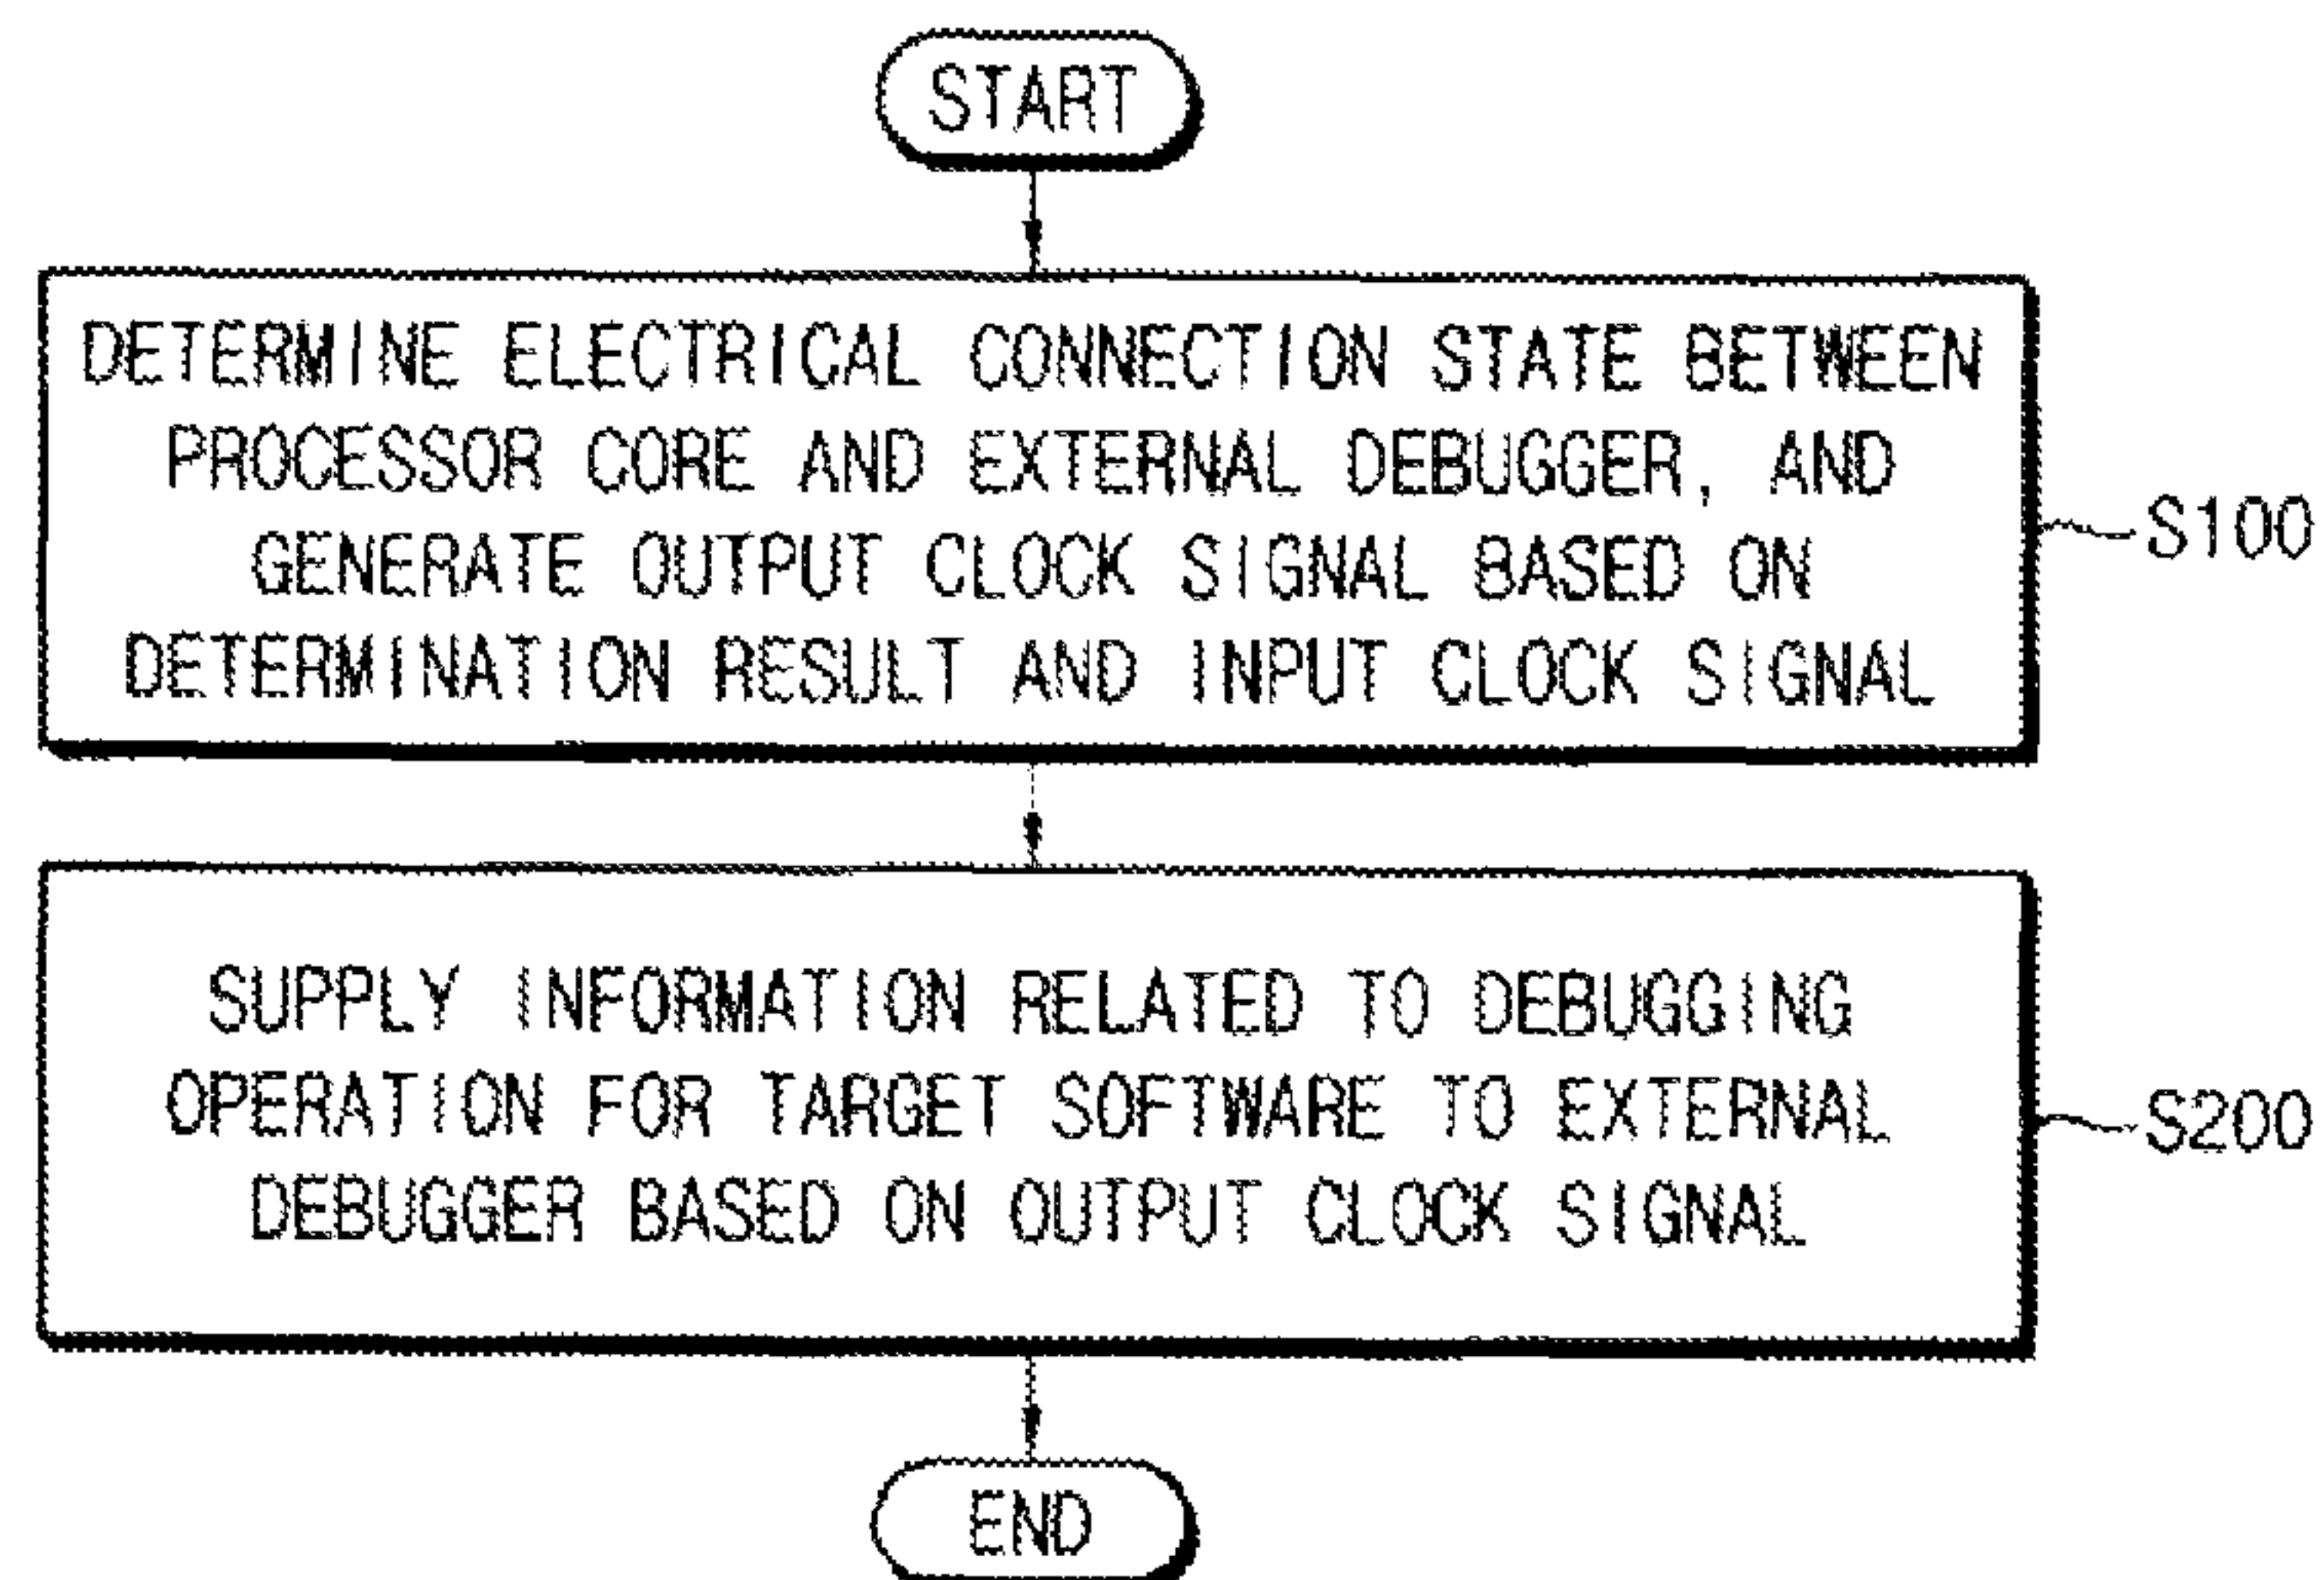 START
DETERMINE ELECTRICAL CONNECTION STATE BETWEEN
PROCESSOR CORE AND EXTERNAL DEBUGGER, AND
GENERATE OUTPUT CLOCK SIGNAL BASED ON
DETERMINATION RESULT AND INPUT CLOCK SIGNAL
S100
SUPPLY INFORMATION RELATED TO DEBUGGING
OPERATION FOR TARGET SOFTWARE TO EXTERNAL
DEBUGGER BASED ON OUTPUT CLOCK SIGNAL
S200
END